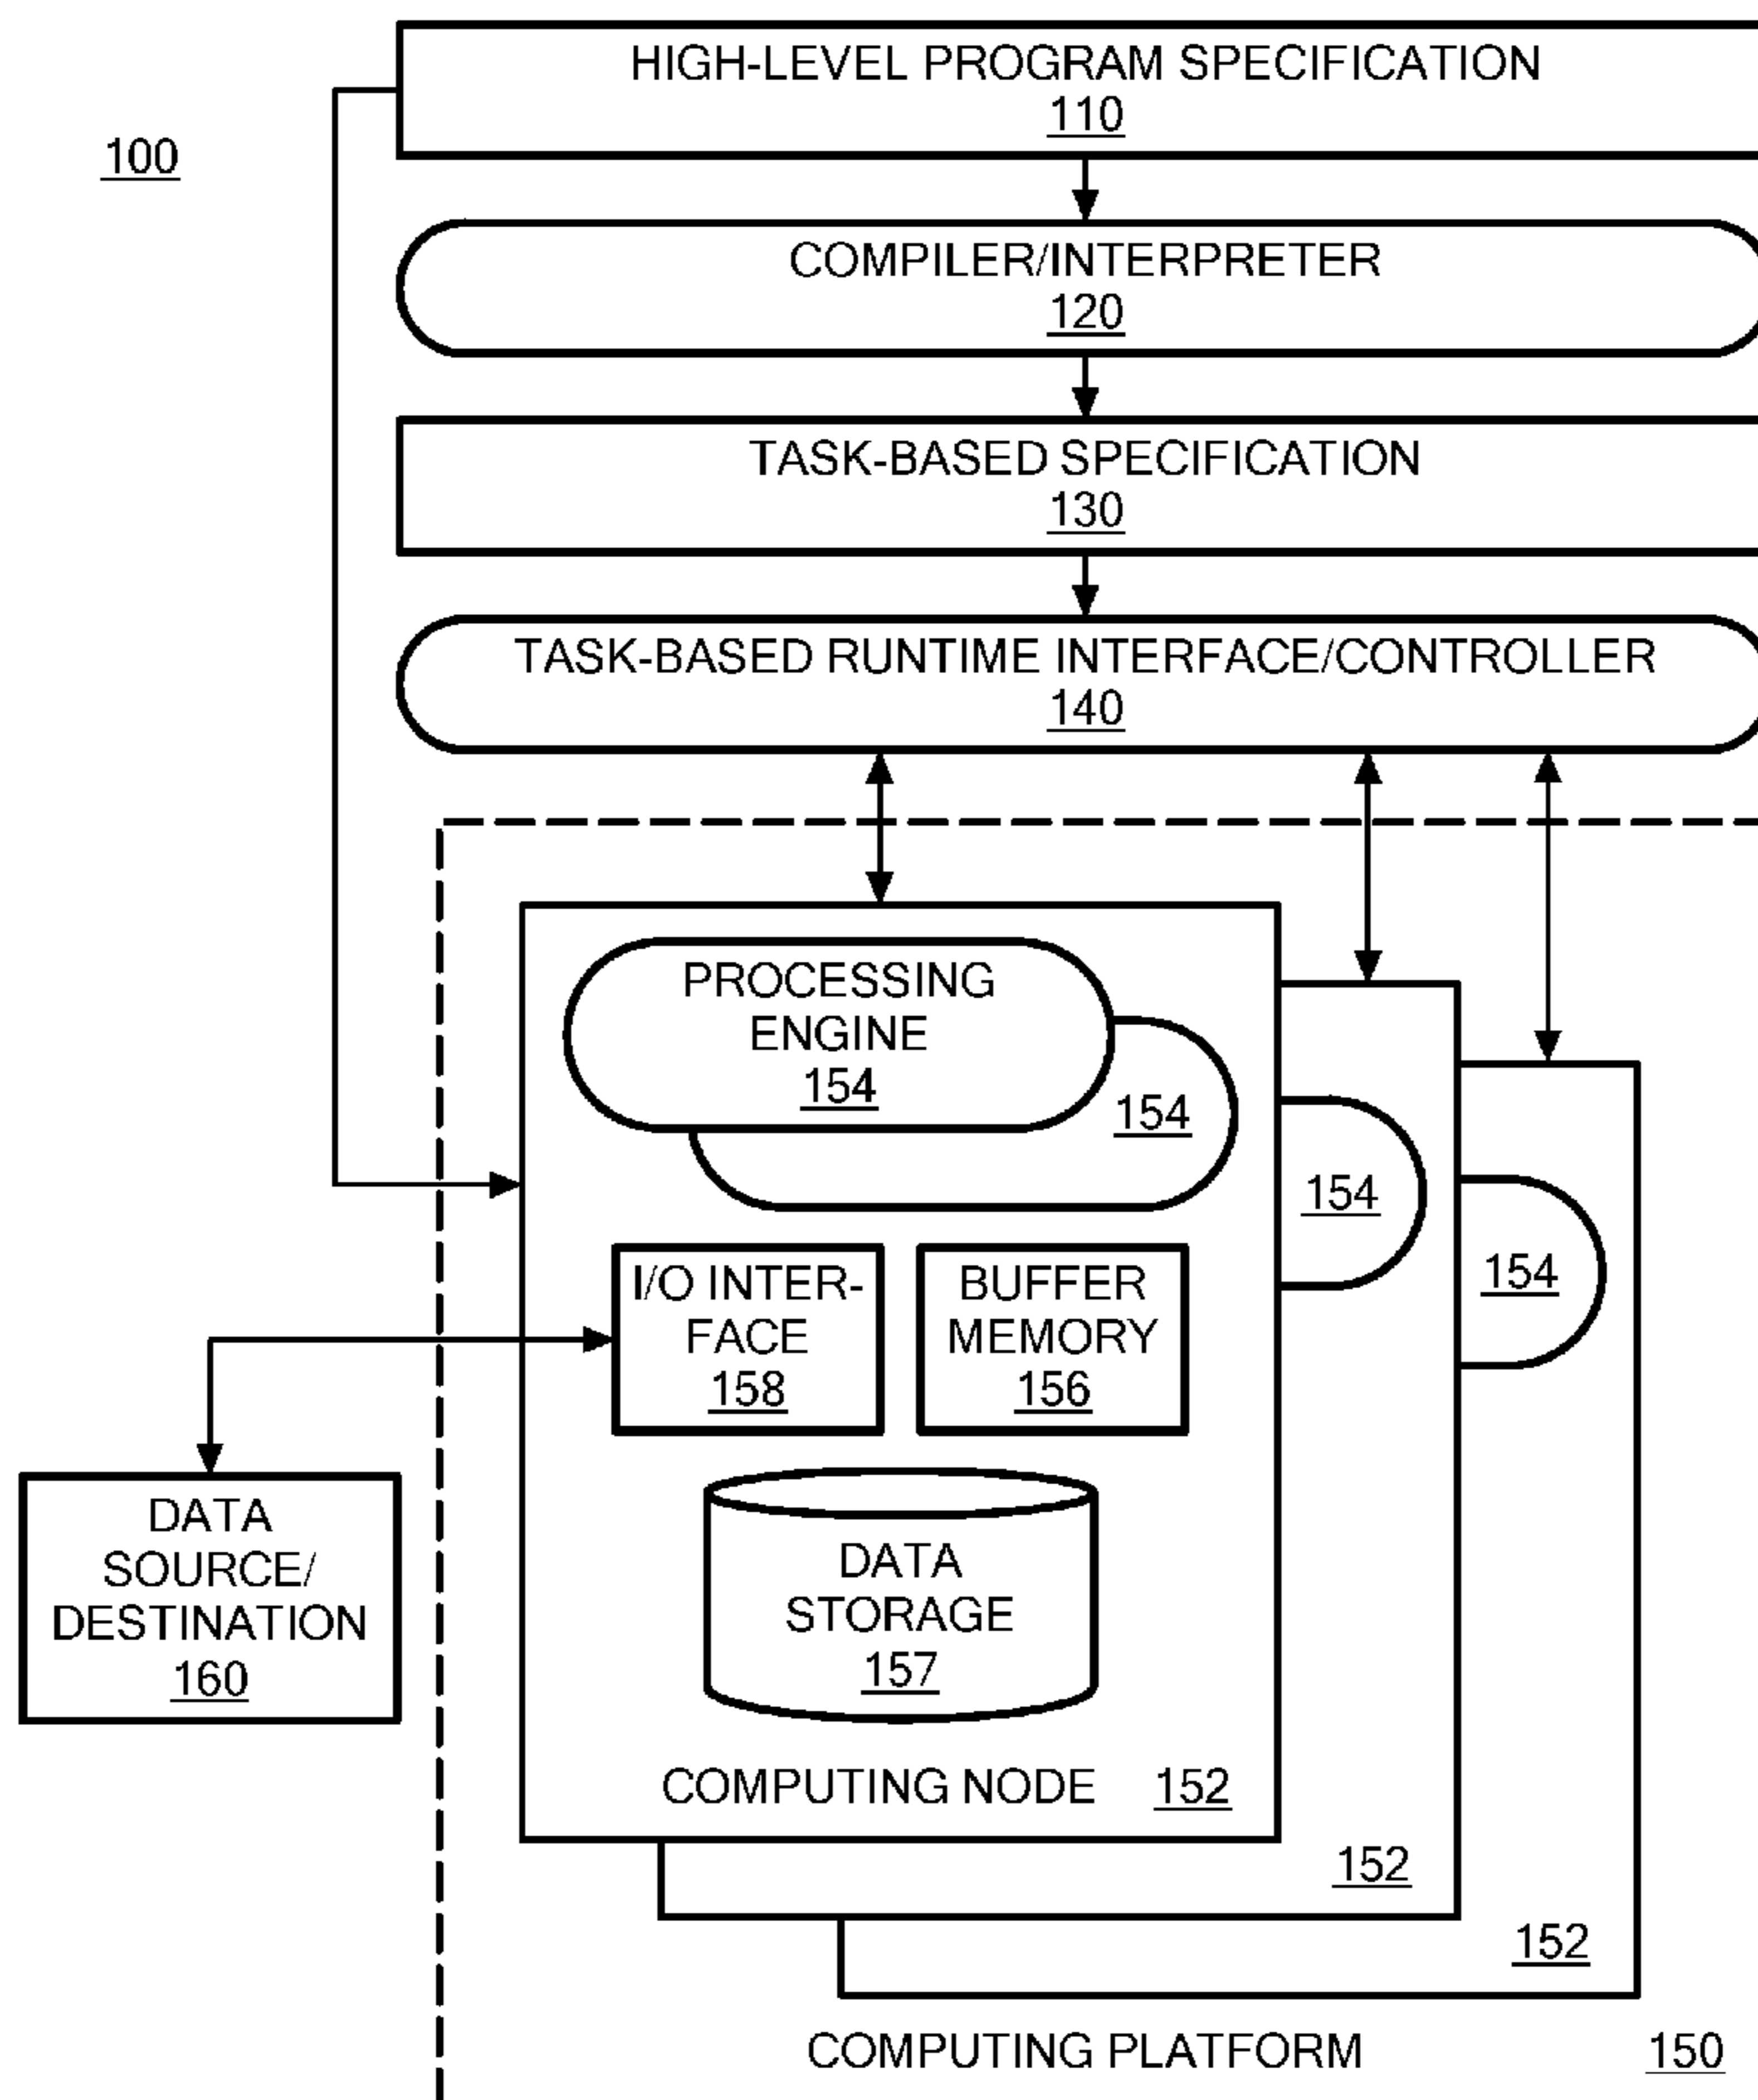 HIGH-LEVEL PROGRAM SPECIFICATION
110
100
COMPILER/INTERPRETER
120
TASK-BASED SPECIFICATION
130
TASK-BASED RUNTIME INTERFACE/CONTROLLER
140
PROCESSING
ENGINE
154
154
154
154
I/O INTER-
FACE
158
BUFFER
MEMORY
156
DATA
SOURCE/
DESTINATION
160
DATA
STORAGE
157
COMPUTING NODE 152
152
152
COMPUTING PLATFORM 150